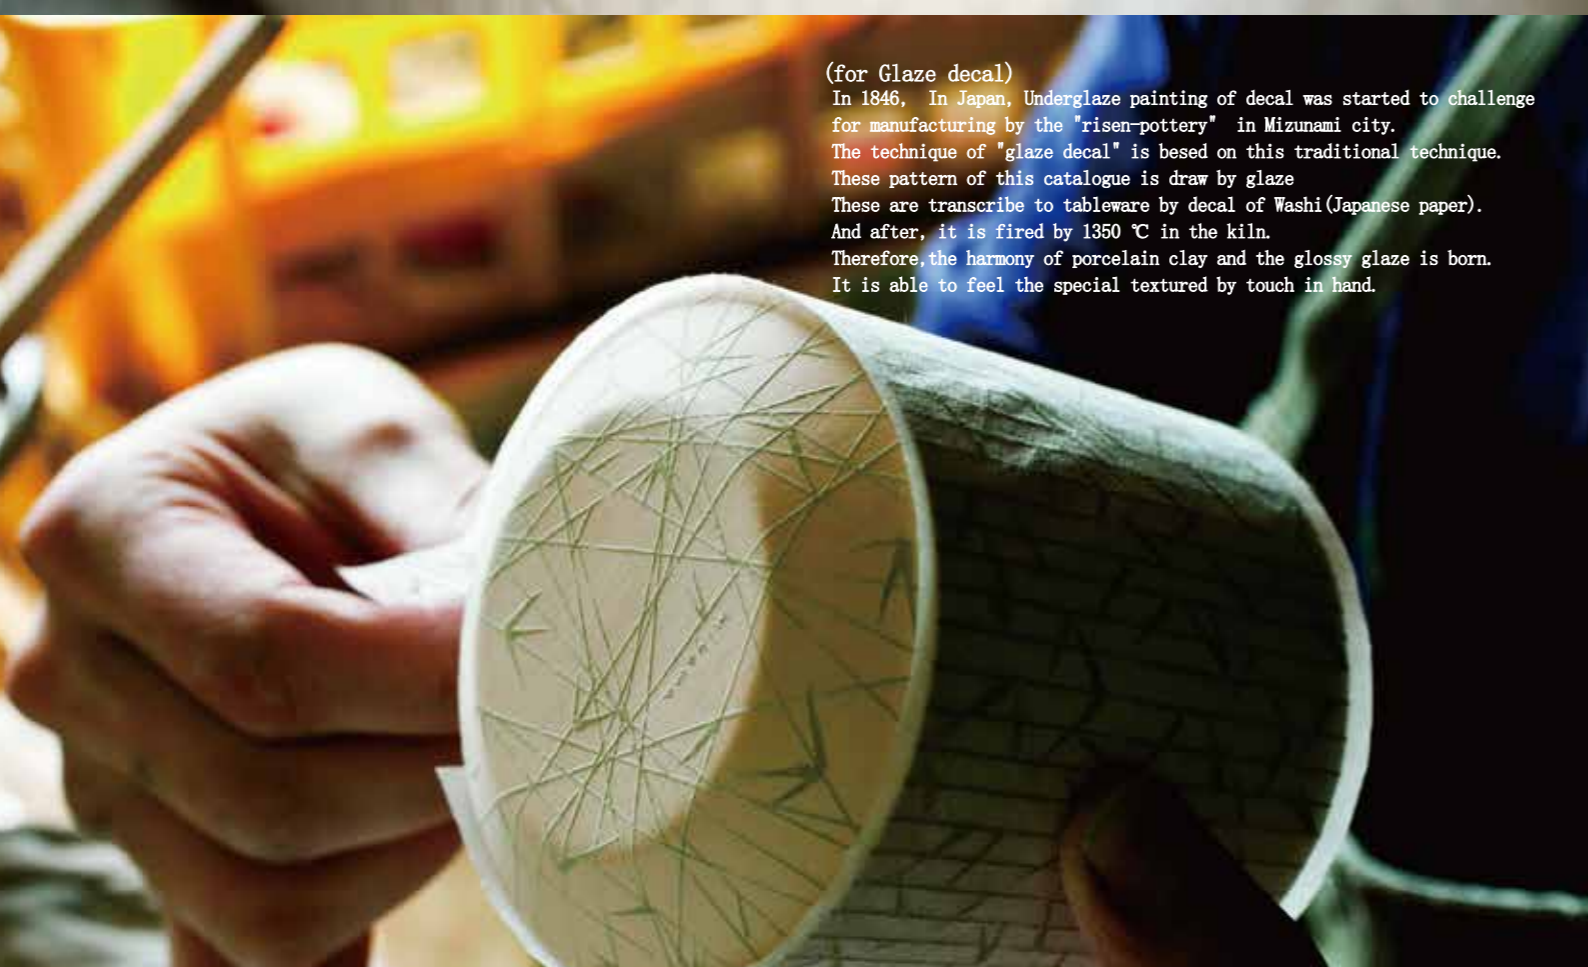 (for Glaze decal)
In 1846, In Japan, Underglaze painting of decal was started to challenge
for manufacturing by the "risen-pottery" in Mizunami city.
The technique of "glaze decal" is besed on this traditional technique.
These pattern of this catalogue is draw by glaze
These are transcribe to tableware by decal of Washi(Japanese paper).
And after, it is fired by 1350 ℃ in the kiln.
Therefore,the harmony of porcelain clay and the glossy glaze is born.
It is able to feel the special textured by touch in hand.